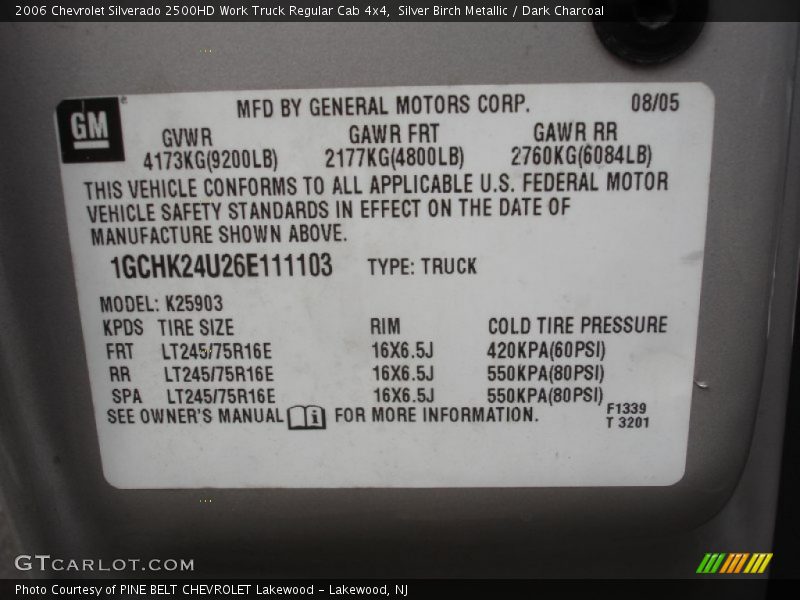 2006 Chevrolet Silverado 2500HD Work Truck Regular Cab 4x4, Silver Birch Metallic / Dark Charcoal
GM
MFD BY GENERAL MOTORS CORP. 08/05
GVWR GAWR FRT GAWR RR
4173KG(9200LB) 2177KG(4800LB) 2760KG(6084LB)
THIS VEHICLE CONFORMS TO ALL APPLICABLE U.S. FEDERAL MOTOR
VEHICLE SAFETY STANDARDS IN EFFECT ON THE DATE OF
MANUFACTURE SHOWN ABOVE.
1GCHK24U26E111103 TYPE: TRUCK
MODEL: K25903
KPDS TIRE SIZE RIM COLD TIRE PRESSURE
FRT LT245/75R16E 16X6.5J 420KPA(60PSI)
RR LT245/75R16E 16X6.5J 550KPA(80PSI)
SPA LT245/75R16E 16X6.5J 550KPA(80PSI)
SEE OWNER'S MANUAL i FOR MORE INFORMATION. F1339
T 3201
GTCARLOT.COM
Photo Courtesy of PINE BELT CHEVROLET Lakewood - Lakewood, NJ